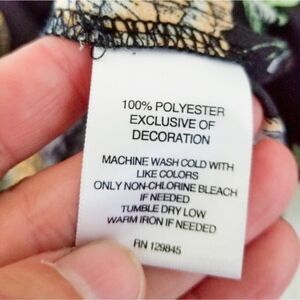 100% POLYESTER
EXCLUSIVE OF
DECORATION
MACHINE WASH COLD WITH
LIKE COLORS
ONLY NON-CHLORINE BLEACH
IF NEEDED
TUMBLE DRY LOW
WARM IRON IF NEEDED
RN 129845